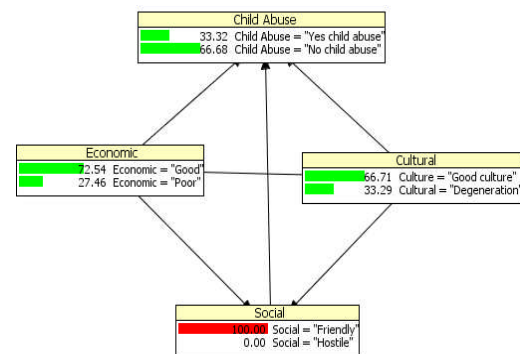 Child Abuse
33.32 Child Abuse = "Yes child abuse"
66.68 Child Abuse = "No child abuse"
Economic
72.54 Economic = "Good"
27.46 Economic = "Poor"
Cultural
66.71 Culture = "Good culture"
33.29 Cultural = "Degeneration"
Social
100.00 Social = "Friendly"
0.00 Social = "Hostile"